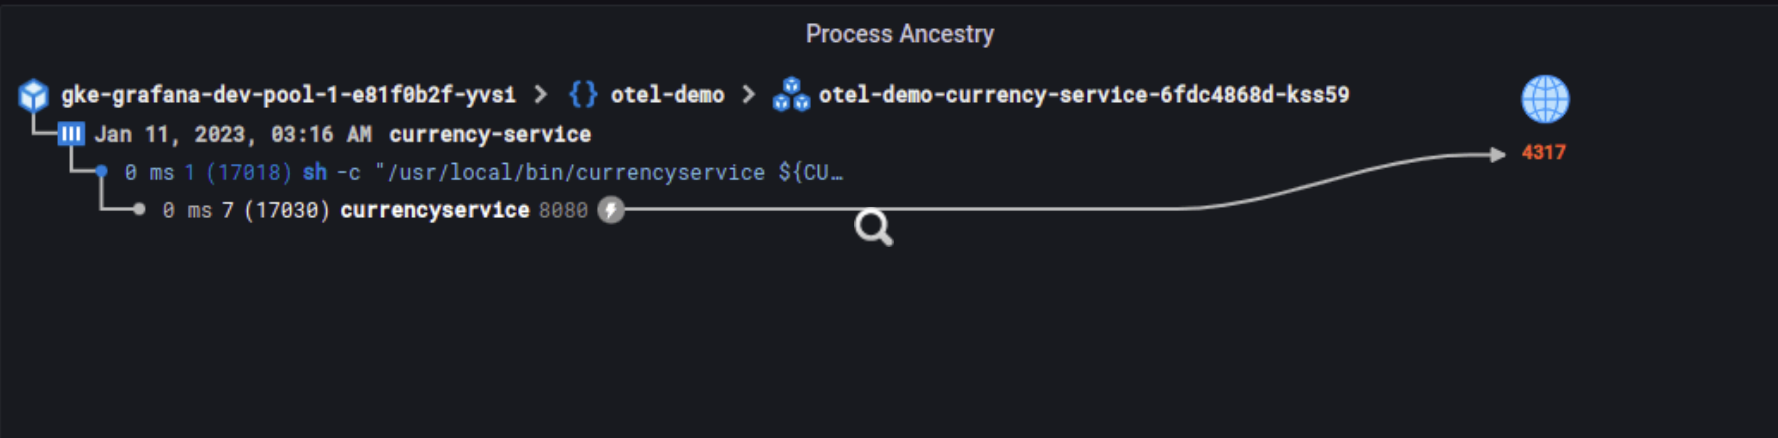 Process Ancestry
gke-grafana-dev-pool-1-e81f0b2f-yvsi > {} otel-demo > otel-demo-currency-service-6fdc4868d-kss59
Jan 11, 2023, 03:16 AM currency-service
4317
0 ms 1 (17018) sh -c "/usr/local/bin/currencyservice ${CU…
0 ms 7 (17030) currencyservice 8080